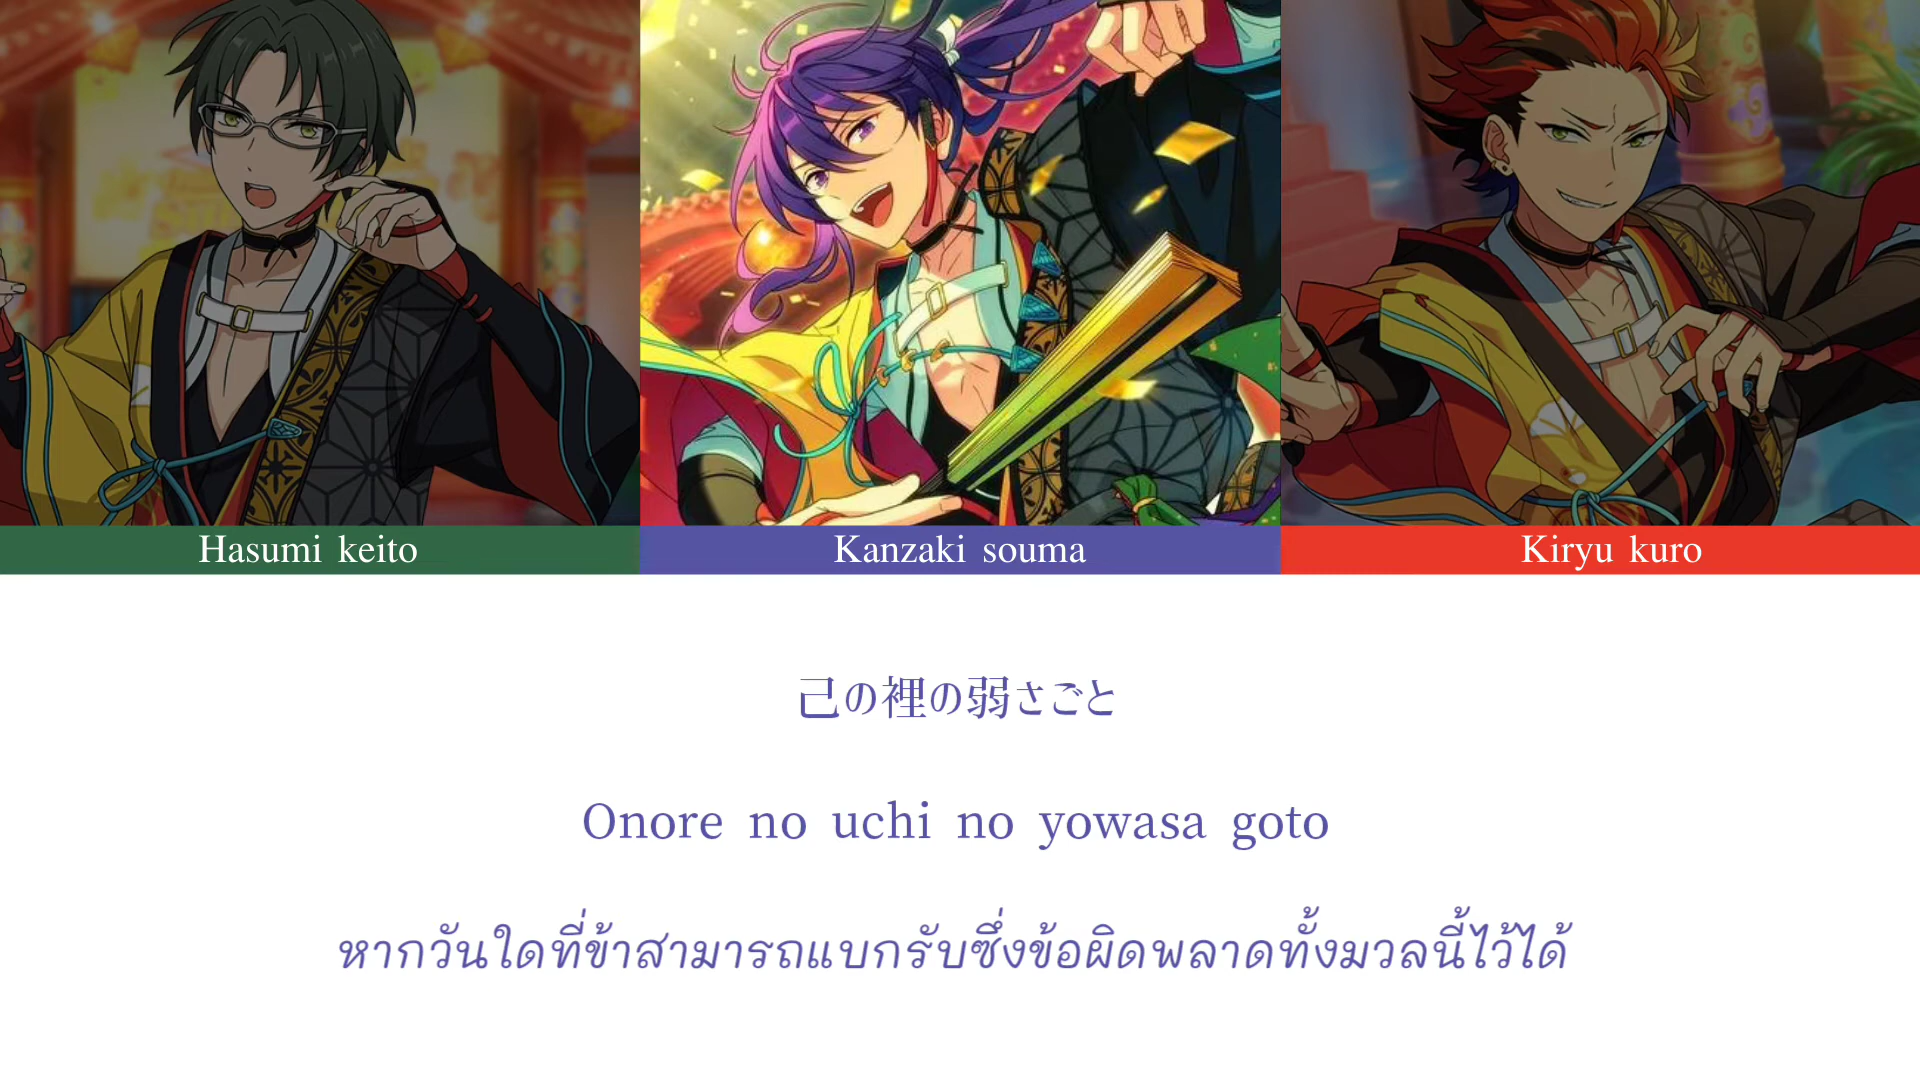 Hasumi keito
Kanzaki souma
Kiryu kuro
己の裡の弱さごと
Onore no uchi no yowasa goto
หากวันใดที่ข้าสามารถแบกรับซึ่งข้อผิดพลาดทั้งมวลนี้ไว้ได้